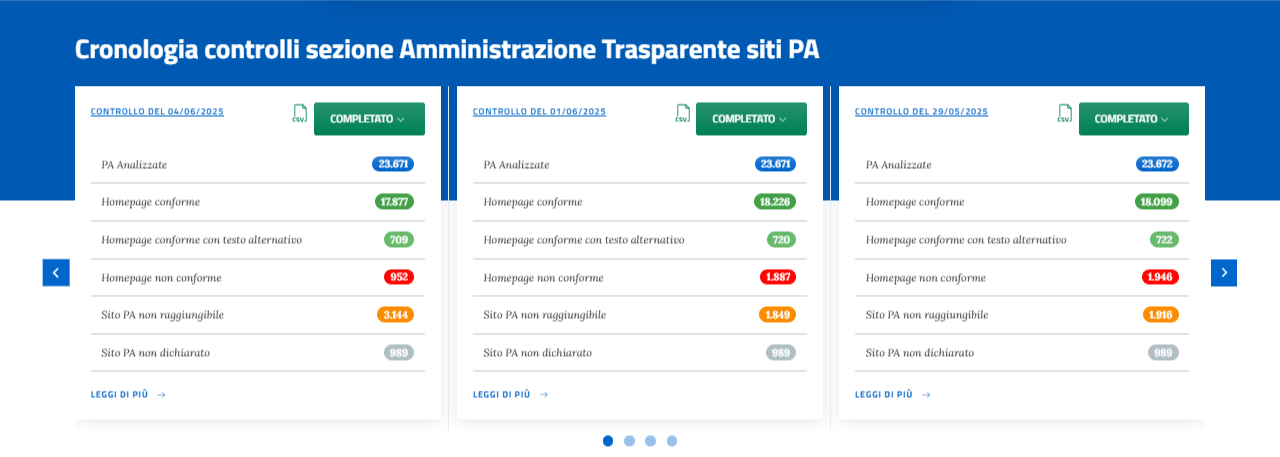 Cronologia controlli sezione Amministrazione Trasparente siti PA
CONTROLLO DEL 04/06/2025
CSV
COMPLETATO
PA Analizzate 23.671
Homepage conforme 17.877
Homepage conforme con testo alternativo 709
Homepage non conforme 952
Sito PA non raggiungibile 3.144
Sito PA non dichiarato 989
LEGGI DI PIÙ
CONTROLLO DEL 01/06/2025
CSV
COMPLETATO
PA Analizzate 23.671
Homepage conforme 18.226
Homepage conforme con testo alternativo 720
Homepage non conforme 1.887
Sito PA non raggiungibile 1.849
Sito PA non dichiarato 989
LEGGI DI PIÙ
CONTROLLO DEL 29/05/2025
CSV
COMPLETATO
PA Analizzate 23.672
Homepage conforme 18.099
Homepage conforme con testo alternativo 722
Homepage non conforme 1.946
Sito PA non raggiungibile 1.916
Sito PA non dichiarato 989
LEGGI DI PIÙ